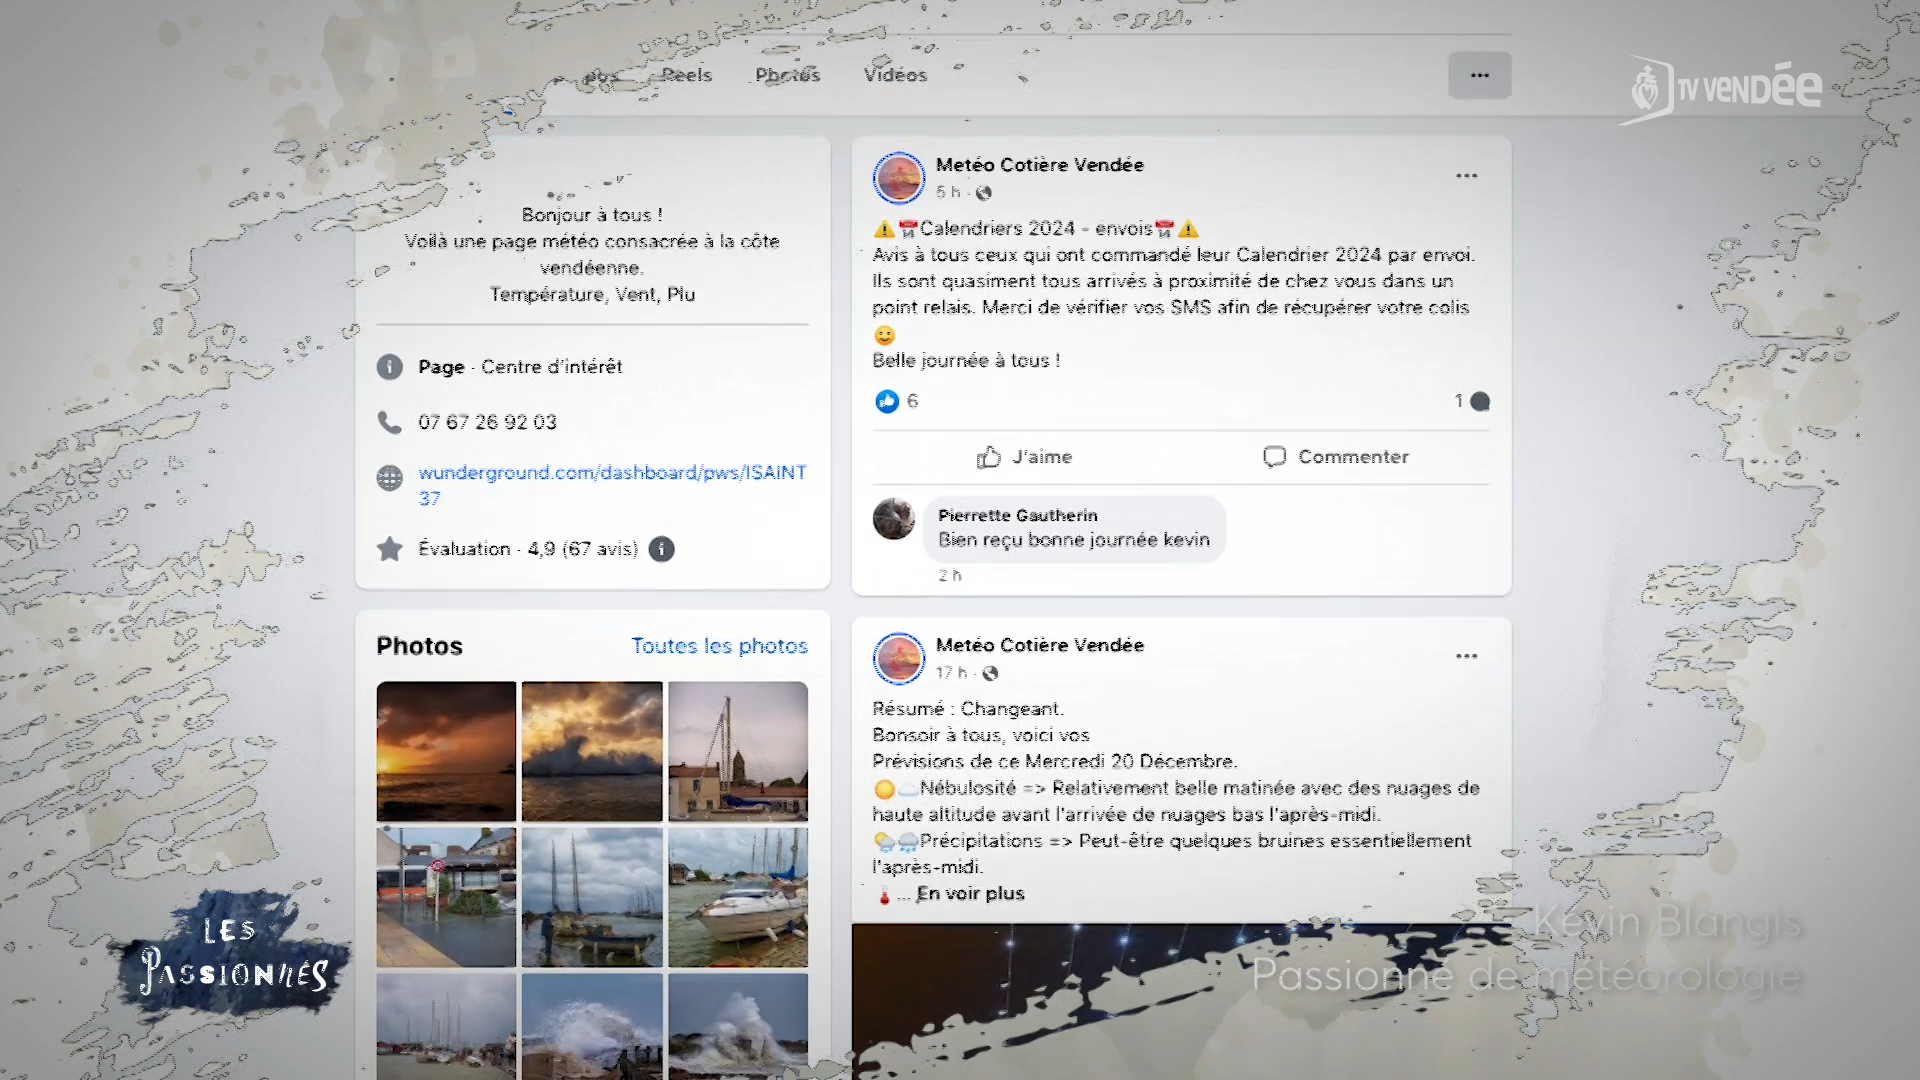 Reels Photos Vidéos
TV VENDÉE
Bonjour à tous !
Voilà une page météo consacrée à la côte
vendéenne.
Température, Vent, Plu
Page · Centre d'intérêt
07 67 26 92 03
wunderground.com/dashboard/pws/ISAINT
37
Évaluation · 4,9 (67 avis)
Photos
Toutes les photos
Metéo Cotière Vendée
5 h
Calendriers 2024 - envois
Avis à tous ceux qui ont commandé leur Calendrier 2024 par envoi.
Ils sont quasiment tous arrivés à proximité de chez vous dans un
point relais. Merci de vérifier vos SMS afin de récupérer votre colis
🙂
Belle journée à tous !
6
1
J'aime
Commenter
Pierrette Gautherin
Bien reçu bonne journée kevin
2 h
Metéo Cotière Vendée
17 h
Résumé : Changeant.
Bonsoir à tous, voici vos
Prévisions de ce Mercredi 20 Décembre.
☀️☁️Nébulosité => Relativement belle matinée avec des nuages de
haute altitude avant l'arrivée de nuages bas l'après-midi.
🌦️🌧️Précipitations => Peut-être quelques bruines essentiellement
l'après-midi.
🌡️... En voir plus
LES
PASSIONNÉS
Kévin Blangis
Passionné de météorologie